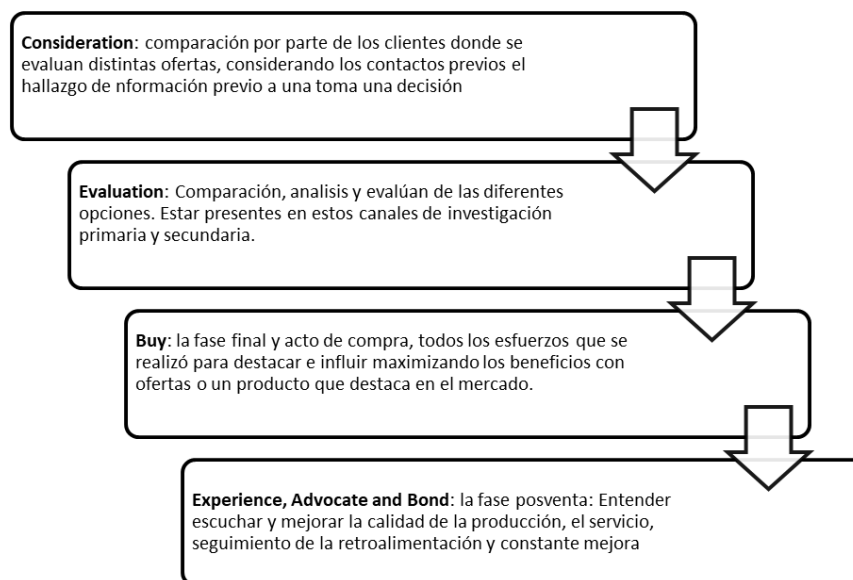 Consideration: comparación por parte de los clientes donde se
evaluan distintas ofertas, considerando los contactos previos el
hallazgo de nformación previo a una toma una decisión
Evaluation: Comparación, analisis y evalúan de las diferentes
opciones. Estar presentes en estos canales de investigación
primaria y secundaria.
Buy: la fase final y acto de compra, todos los esfuerzos que se
realizó para destacar e influir maximizando los beneficios con
ofertas o un producto que destaca en el mercado.
Experience, Advocate and Bond: la fase posventa: Entender
escuchar y mejorar la calidad de la producción, el servicio,
seguimiento de la retroalimentación y constante mejora